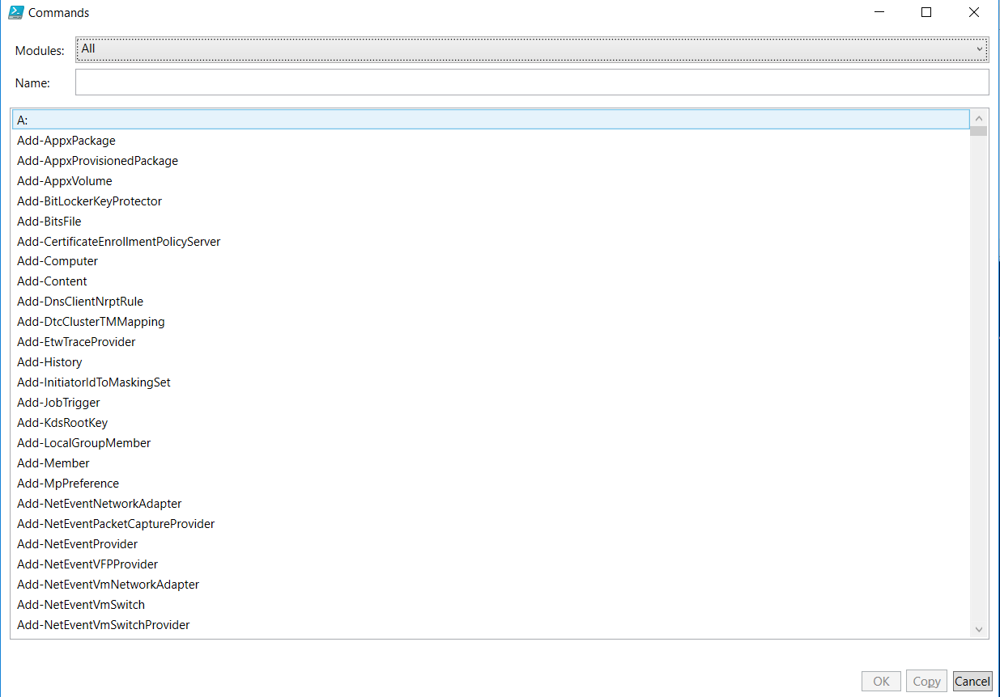 Commands
Modules: All
Name:
A:
Add-AppxPackage
Add-AppxProvisionedPackage
Add-AppxVolume
Add-BitLockerKeyProtector
Add-BitsFile
Add-CertificateEnrollmentPolicyServer
Add-Computer
Add-Content
Add-DnsClientNrptRule
Add-DtcClusterTMMapping
Add-EtwTraceProvider
Add-History
Add-InitiatorIdToMaskingSet
Add-JobTrigger
Add-KdsRootKey
Add-LocalGroupMember
Add-Member
Add-MpPreference
Add-NetEventNetworkAdapter
Add-NetEventPacketCaptureProvider
Add-NetEventProvider
Add-NetEventVFPProvider
Add-NetEventVmNetworkAdapter
Add-NetEventVmSwitch
Add-NetEventVmSwitchProvider
OK Copy Cancel